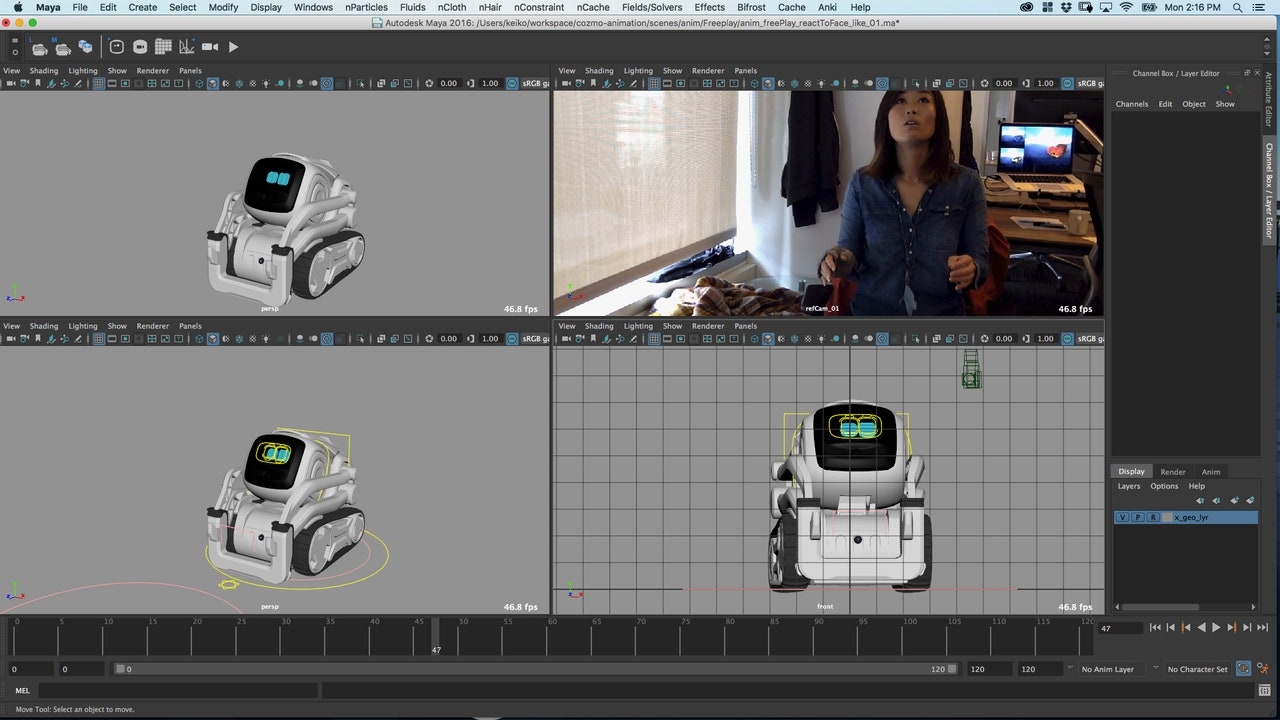 Maya File Edit Create Select Modify Display Windows nParticles Fluids nCloth nHair nConstraint nCache Fields/Solvers Effects Bifrost Cache Anki Help Mon 2:16 PM
Autodesk Maya 2016: /Users/keiko/workspace/cozmo-animation/scenes/anim/Freeplay/anim_freePlay_reactToFace_like_01.ma*
View Shading Lighting Show Renderer Panels
0.00 1.00 sRGB ga
persp
46.8 fps
View Shading Lighting Show Renderer Panels
0.00 1.00 sRGB ga
refCam_01
46.8 fps
View Shading Lighting Show Renderer Panels
0.00 1.00 sRGB ga
persp
46.8 fps
View Shading Lighting Show Renderer Panels
0.00 1.00 sRGB ga
front
46.8 fps
Channel Box / Layer Editor
Channels Edit Object Show
Attribute Editor
Channel Box / Layer Editor
Display Render Anim
Layers Options Help
V P R x_geo_lyr
0 5 10 15 20 25 30 35 40 47 50 55 60 65 70 75 80 85 90 95 100 105 110 115 120
47
0 0 0 120 120 120 No Anim Layer No Character Set
MEL
Move Tool: Select an object to move.